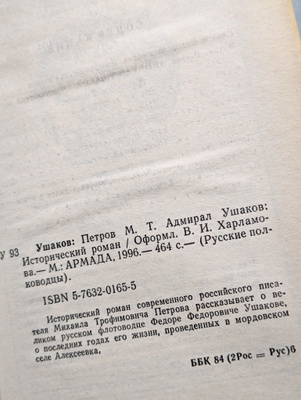 У 93 Ушаков: Петров М. Т. Адмирал Ушаков:
Исторический роман / Оформл. В. И. Харламо-
ва.— М.: АРМАДА, 1996.— 464 с.— (Русские пол-
ководцы).
ISBN 5-7632-0165-5
Исторический роман современного российского писа-
теля Михаила Трофимовича Петрова рассказывает о ве-
ликом русском флотоводце Федоре Федоровиче Ушакове,
о последних годах его жизни, проведенных в мордовском
селе Алексеевка,
ББК 84 (2Рос = Рус)6